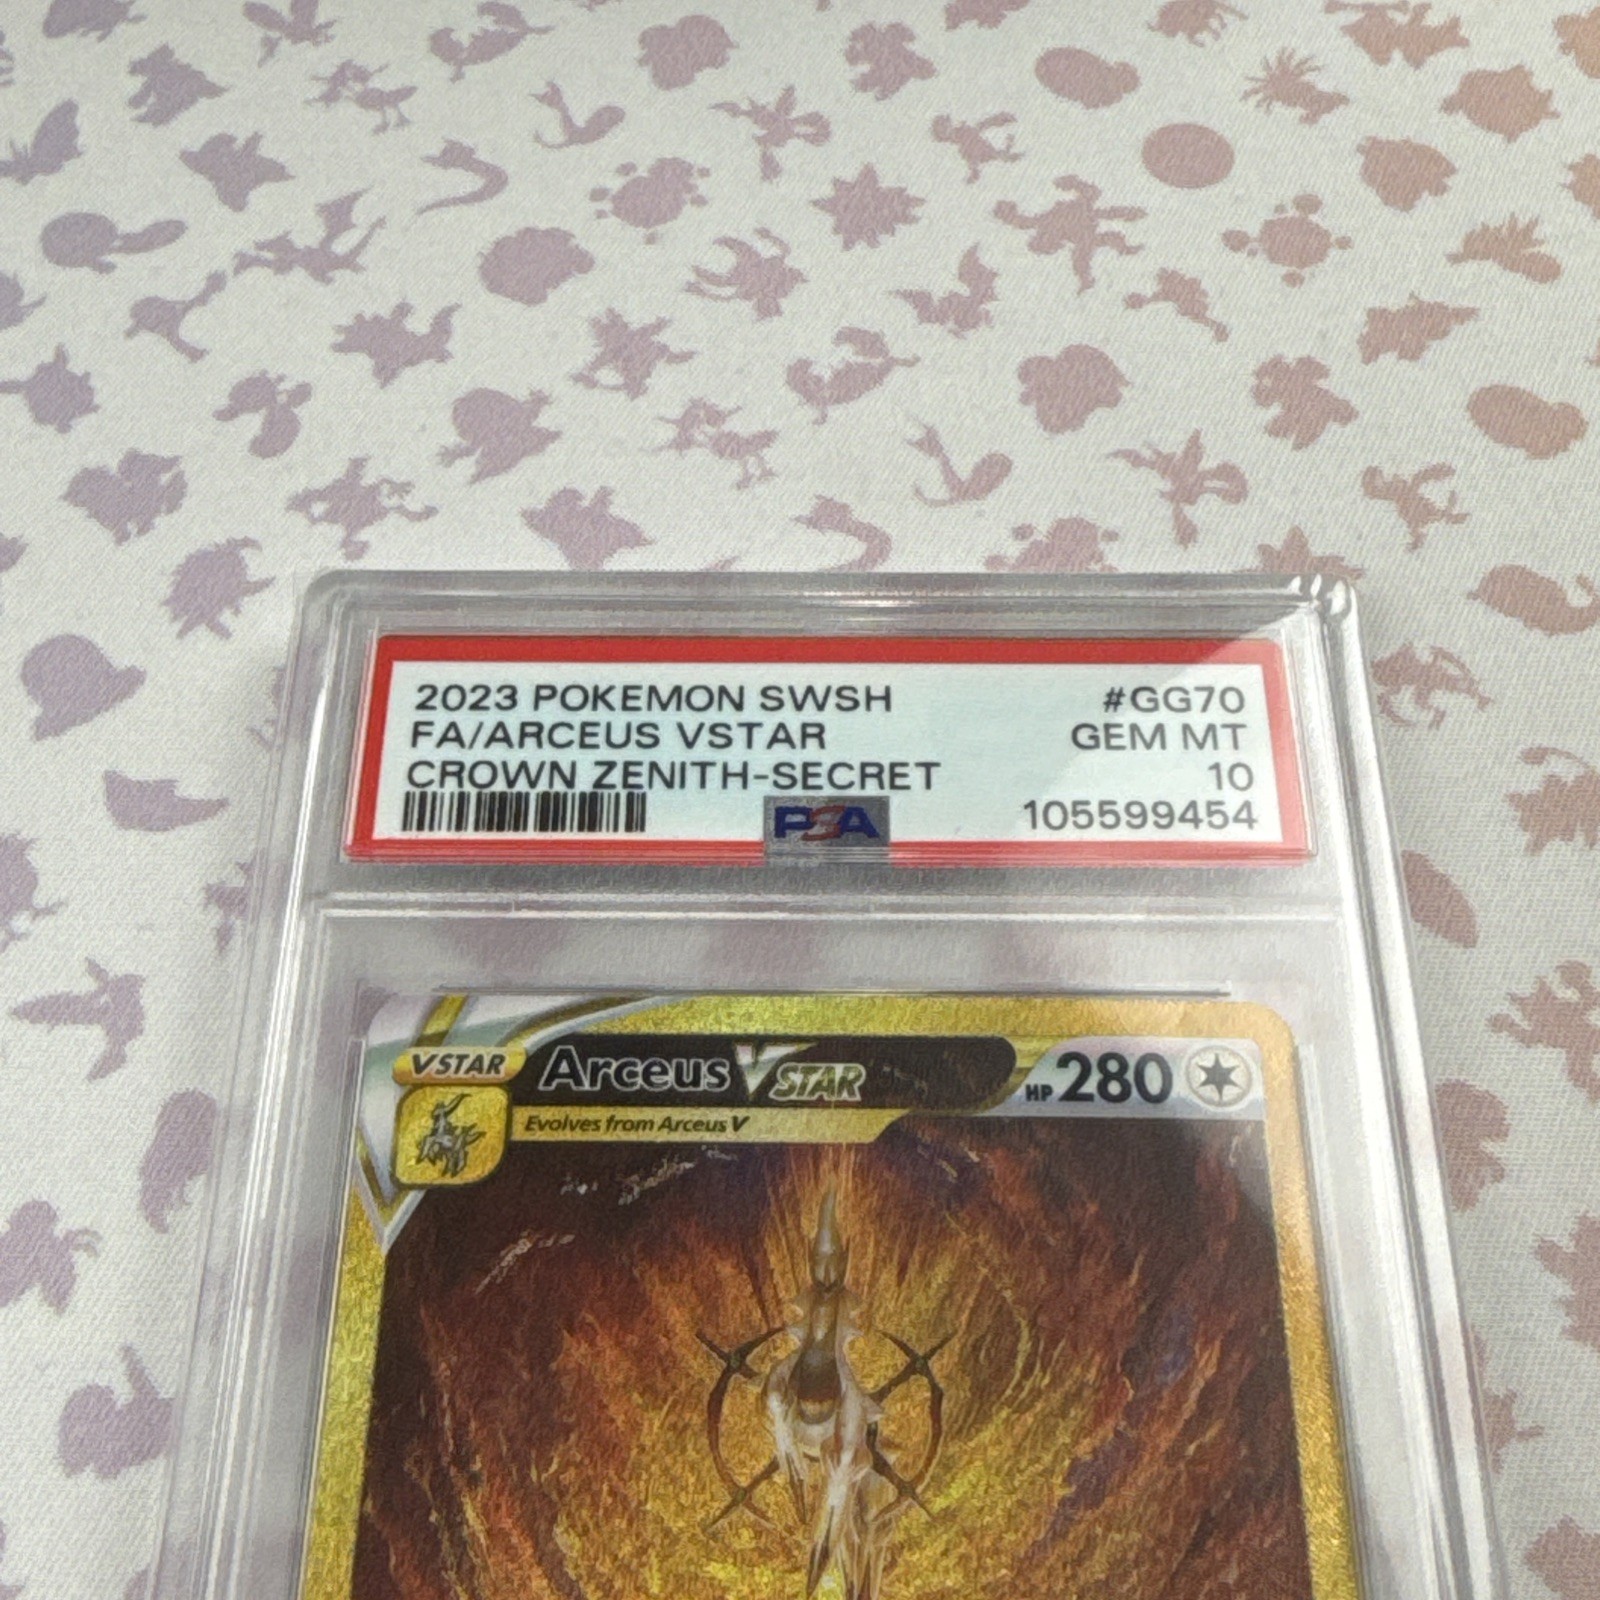 2023 POKEMON SWSH #GG70
FA/ARCEUS VSTAR GEM MT
CROWN ZENITH-SECRET 10
PSA 105599454
VSTAR Arceus VSTAR HP 280
Evolves from Arceus V